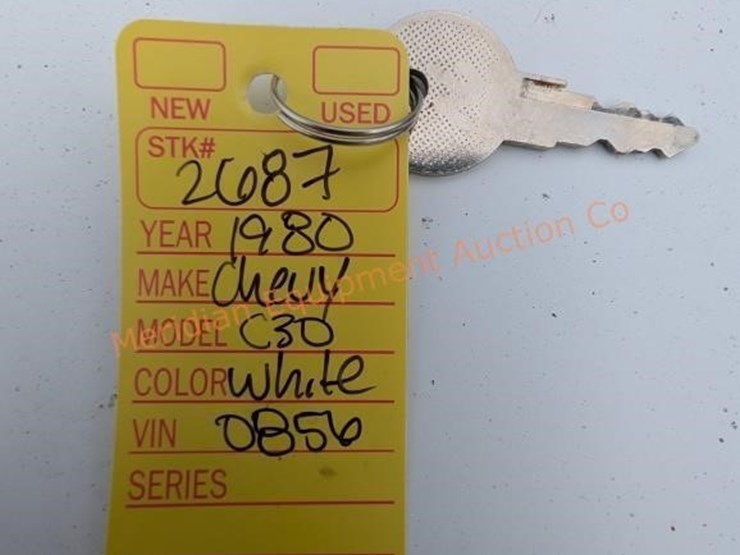 NEW USED
STK# 2687
YEAR 1980
MAKE Chevy
MODEL C30
COLOR White
VIN 0856
SERIES
Meridian Equipment Auction Co